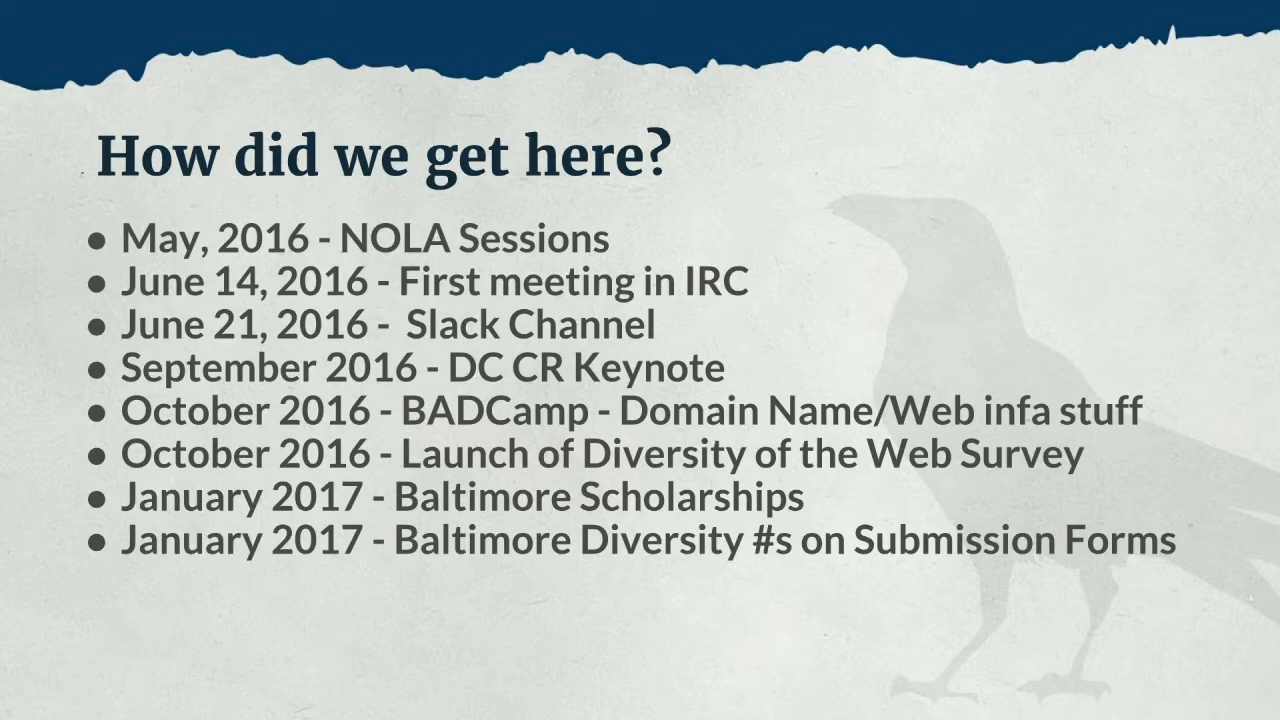 How did we get here?
● May, 2016 - NOLA Sessions
● June 14, 2016 - First meeting in IRC
● June 21, 2016 -  Slack Channel
● September 2016 - DC CR Keynote
● October 2016 - BADCamp - Domain Name/Web infa stuff
● October 2016 - Launch of Diversity of the Web Survey
● January 2017 - Baltimore Scholarships
● January 2017 - Baltimore Diversity #s on Submission Forms